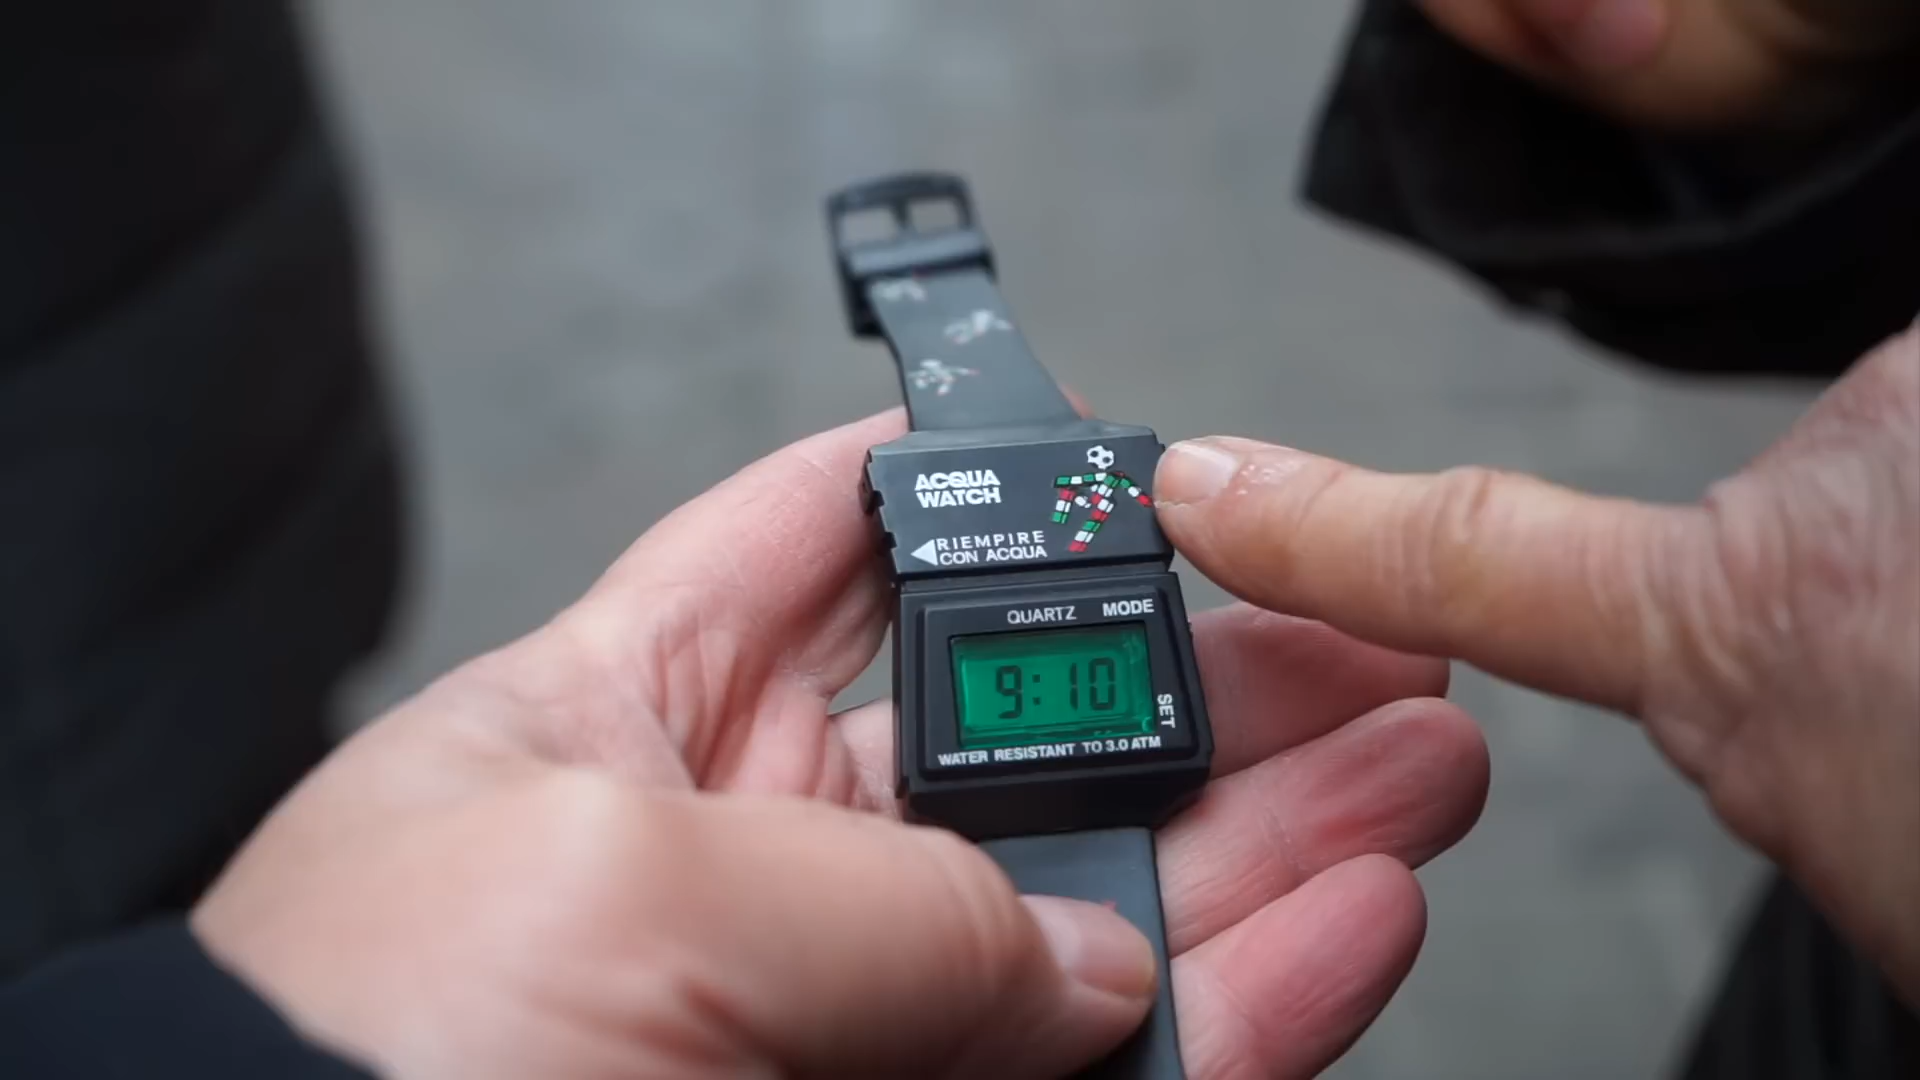 ACQUA
WATCH
RIEMPIRE
CON ACQUA
QUARTZ MODE
9:10
SET
WATER RESISTANT TO 3.0 ATM